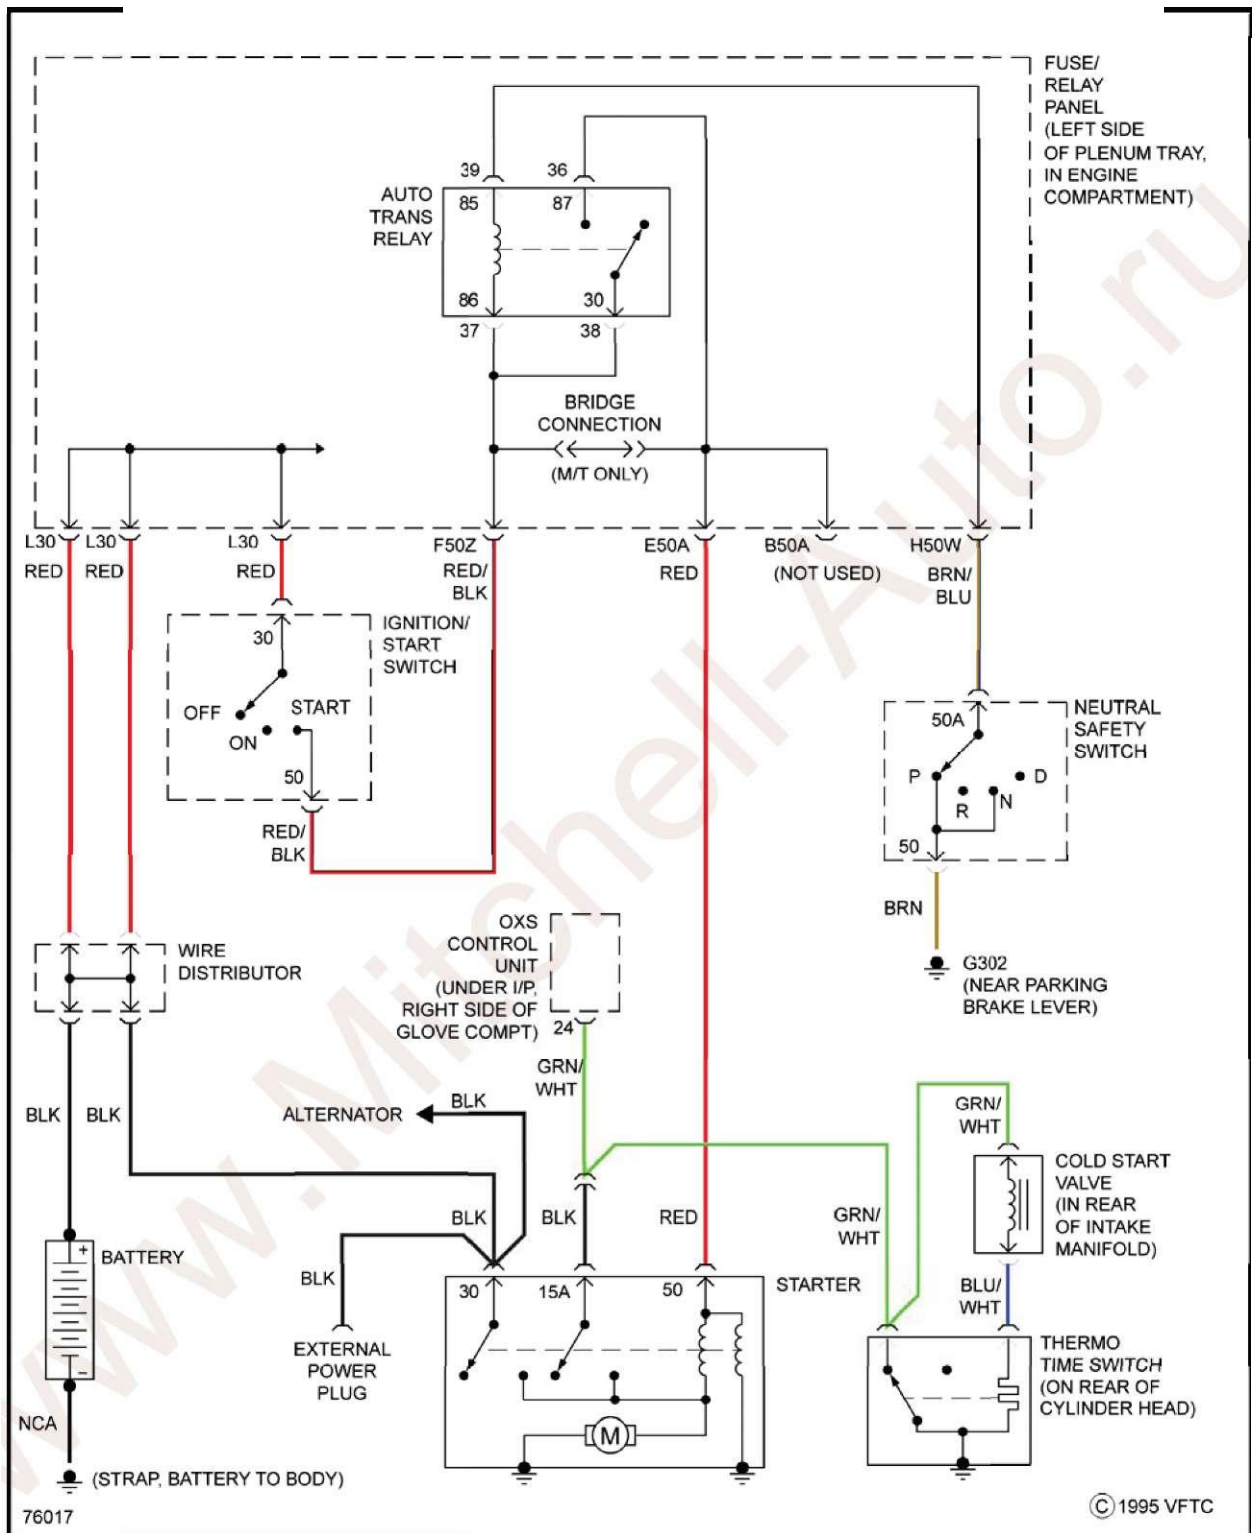 FUSE/
RELAY
PANEL
(LEFT SIDE
OF PLENUM TRAY,
IN ENGINE
COMPARTMENT)
39
36
AUTO
TRANS
RELAY
85
87
86
30
37
38
BRIDGE
CONNECTION
(M/T ONLY)
L30
L30
L30
F50Z
E50A
B50A
H50W
RED
RED
RED
RED/
BLK
RED
(NOT USED)
BRN/
BLU
IGNITION/
START
SWITCH
30
OFF
ON
START
50
RED/
BLK
NEUTRAL
SAFETY
SWITCH
50A
P
R
N
D
50
BRN
G302
(NEAR PARKING
BRAKE LEVER)
WIRE
DISTRIBUTOR
OXS
CONTROL
UNIT
(UNDER I/P,
RIGHT SIDE OF
GLOVE COMPT)
24
GRN/
WHT
BLK
BLK
ALTERNATOR
BLK
GRN/
WHT
COLD START
VALVE
(IN REAR
OF INTAKE
MANIFOLD)
BLK
BLK
RED
GRN/
WHT
BATTERY
+
−
BLK
EXTERNAL
POWER
PLUG
30
15A
50
STARTER
M
BLU/
WHT
THERMO
TIME SWITCH
(ON REAR OF
CYLINDER HEAD)
NCA
(STRAP, BATTERY TO BODY)
76017
© 1995 VFTC
www.Mitchell-Auto.ru